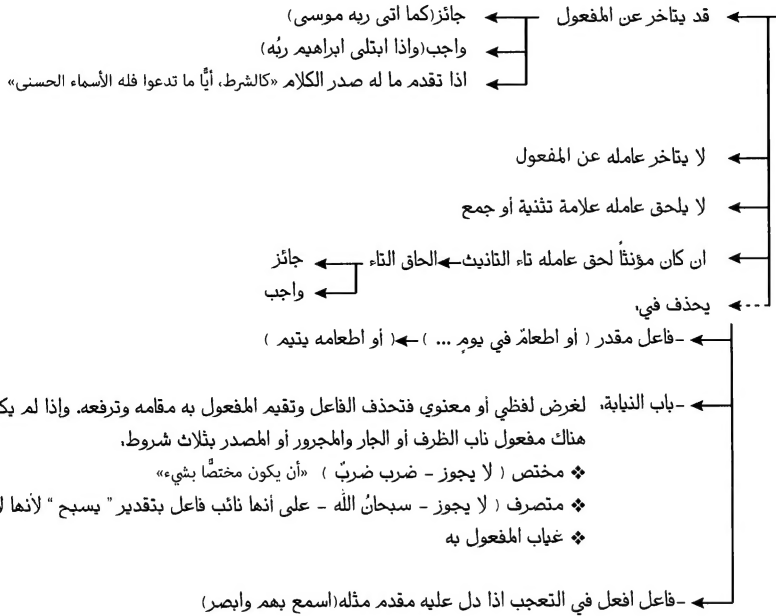 قد يتاخر عن المفعول
جائز(كما اتى ربه موسى)
واجب(واذا ابتلى ابراهيم ربُه)
اذا تقدم ما له صدر الكلام «كالشرط، أيًّا ما تدعوا فله الأسماء الحسنى»
لا يتاخر عامله عن المفعول
لا يلحق عامله علامة تثنية أو جمع
ان كان مؤنثاً لحق عامله تاء التانيث الحاق التاء جائز
واجب
يحذف في:
-فاعل مقدر ( أو اطعامٌ في يومٍ ... ) ( أو اطعامه يتيم )
-باب النيابة: لغرض لفظي أو معنوي فتحذف الفاعل وتقيم المفعول به مقامه وترفعه. وإذا لم يك
هناك مفعول ناب الظرف أو الجار والمجرور أو المصدر بثلاث شروط:
❖ مختص ( لا يجوز - ضرب ضربٌ ) «أن يكون مختصًّا بشيء»
❖ متصرف ( لا يجوز - سبحانُ الله - على أنها نائب فاعل بتقدير " يسبح " لأنها ل
❖ غياب المفعول به
-فاعل افعل في التعجب اذا دل عليه مقدم مثله(اسمع بهم وابصر)